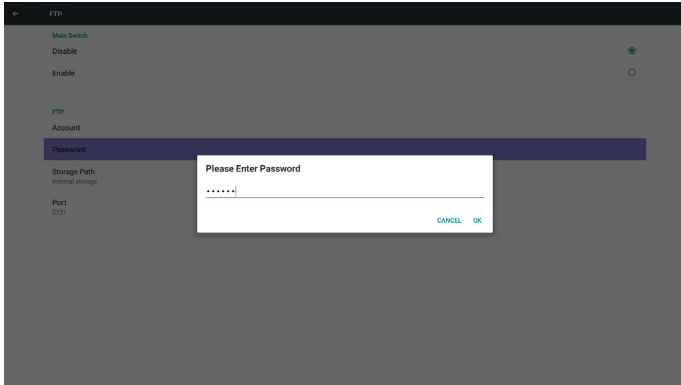 FTP
Main Switch
Disable
Enable
FTP
Account
Password
Storage Path
Internal storage
Port
2121
Please Enter Password
••••••
CANCEL OK